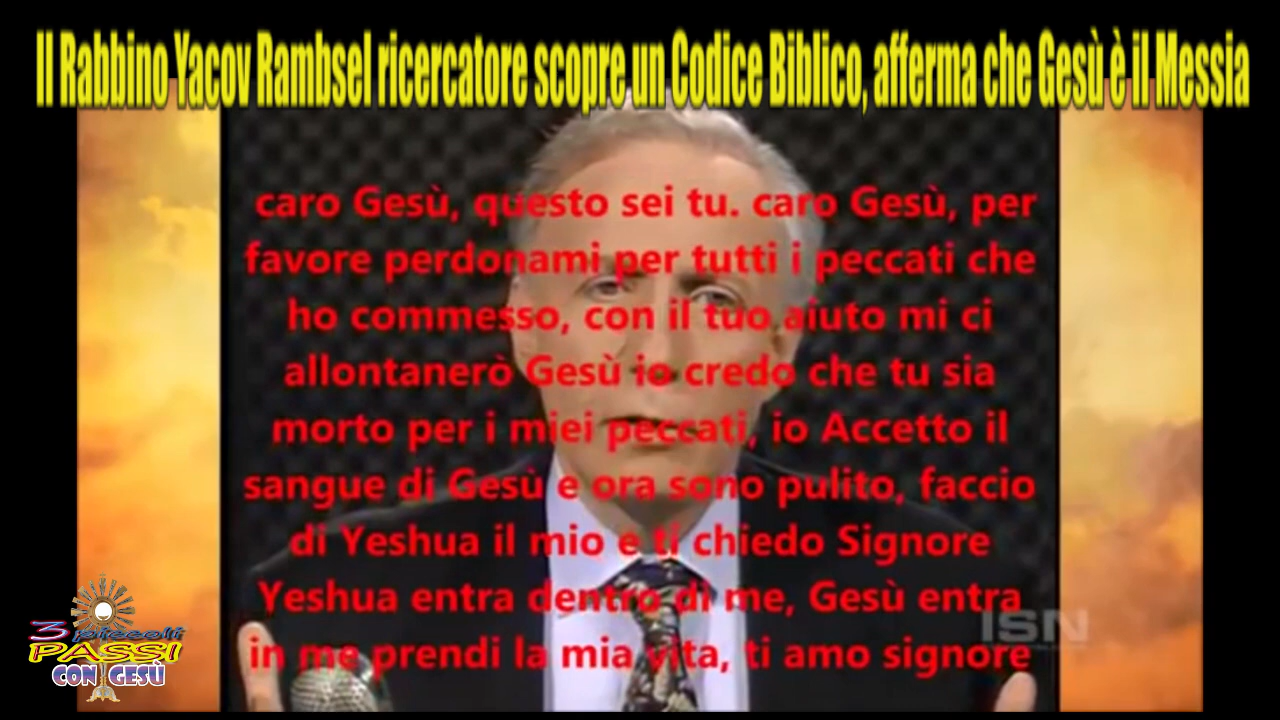 Il Rabbino Yacov Rambsel ricercatore scopre un Codice Biblico, afferma che Gesù è il Messia
caro Gesù, questo sei tu. caro Gesù, per
favore perdonami per tutti i peccati che
ho commesso, con il tuo aiuto mi ci
allontanerò Gesù io credo che tu sia
morto per i miei peccati, io Accetto il
sangue di Gesù e ora sono pulito, faccio
di Yeshua il mio e ti chiedo Signore
Yeshua entra dentro di me, Gesù entra
in me prendi la mia vita, ti amo signore
ISN
3 piccoli
PASSI
CON GESÙ